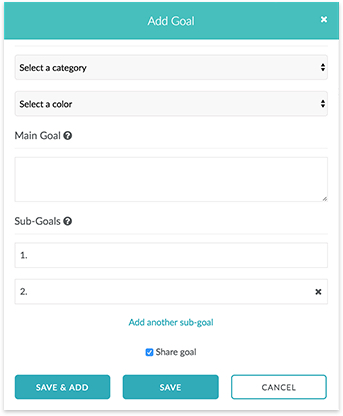 Add Goal
Select a category
Select a color
Main Goal
Sub-Goals
1.
2.
Add another sub-goal
Share goal
SAVE & ADD
SAVE
CANCEL